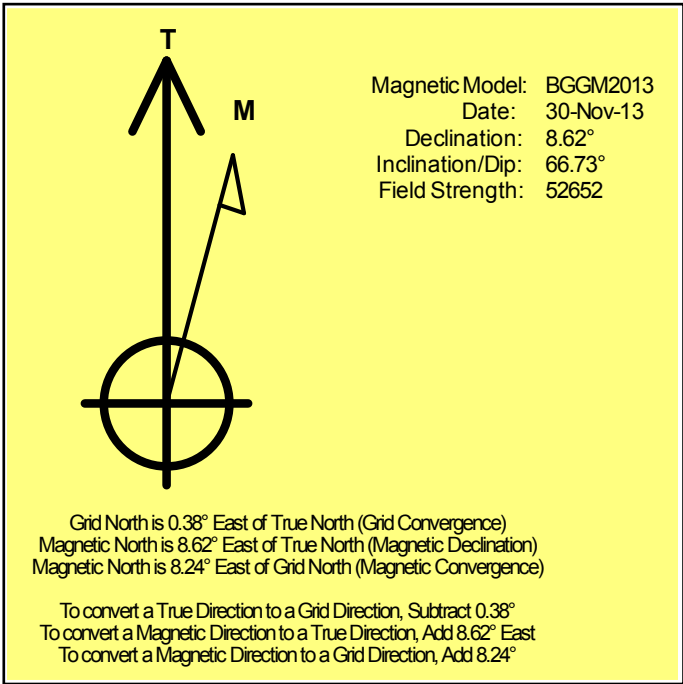 T
M
Magnetic Model: BGGM2013
Date: 30-Nov-13
Declination: 8.62°
Inclination/Dip: 66.73°
Field Strength: 52652
Grid North is 0.38° East of True North (Grid Convergence)
Magnetic North is 8.62° East of True North (Magnetic Declination)
Magnetic North is 8.24° East of Grid North (Magnetic Convergence)
To convert a True Direction to a Grid Direction, Subtract 0.38°
To convert a Magnetic Direction to a True Direction, Add 8.62° East
To convert a Magnetic Direction to a Grid Direction, Add 8.24°